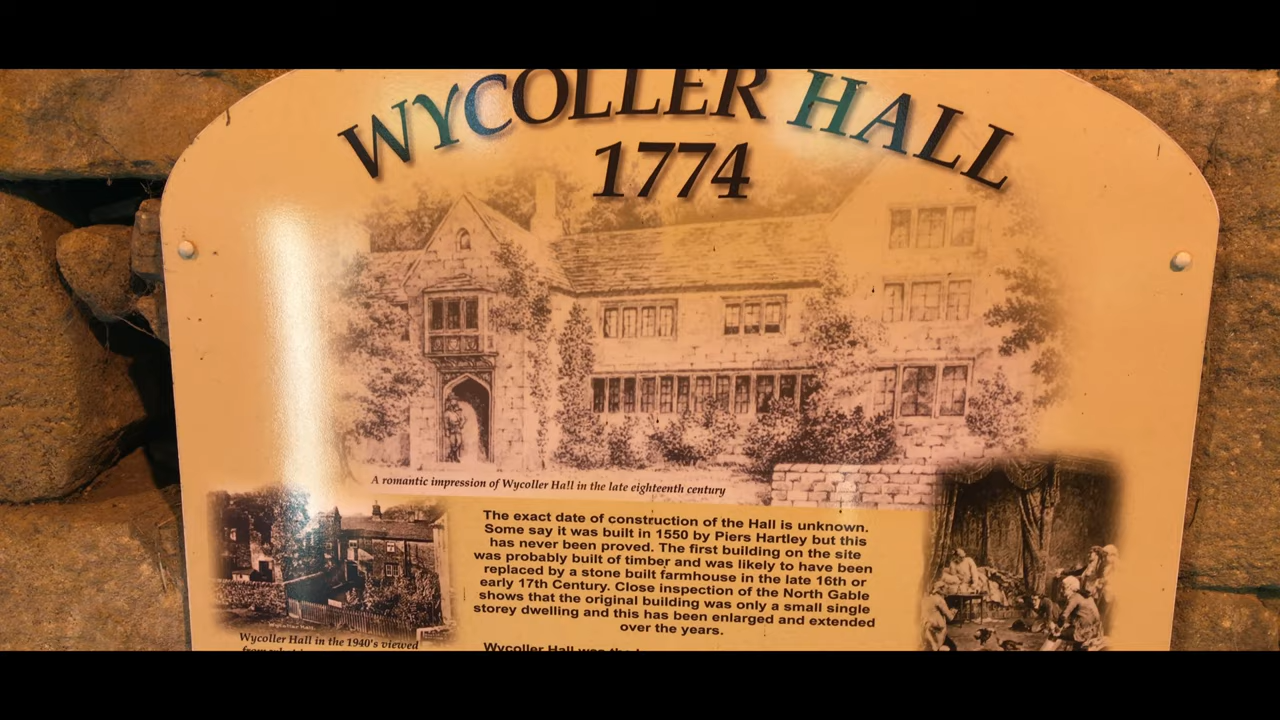 WYCOLLER HALL
1774
A romantic impression of Wycoller Hall in the late eighteenth century
The exact date of construction of the Hall is unknown.
Some say it was built in 1550 by Piers Hartley but this
has never been proved. The first building on the site
was probably built of timber and was likely to have been
replaced by a stone built farmhouse in the late 16th or
early 17th Century. Close inspection of the North Gable
shows that the original building was only a small single
storey dwelling and this has been enlarged and extended
over the years.
Wycoller Hall in the 1940's viewed
Wycoller Hall was the